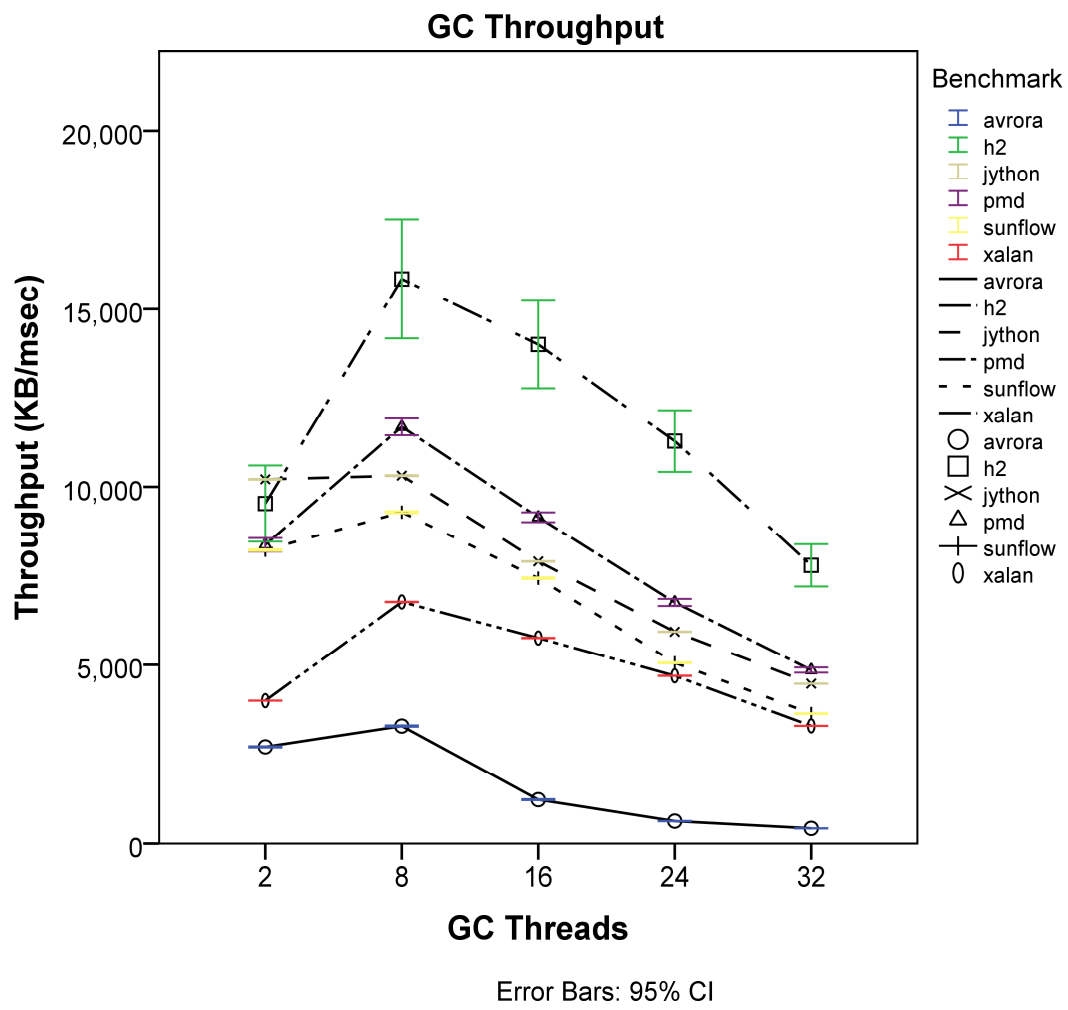 GC Throughput
Throughput (KB/msec)
20,000
15,000
10,000
5,000
0
2 8 16 24 32
GC Threads
Error Bars: 95% CI
Benchmark
avrora
h2
jython
pmd
sunflow
xalan
avrora
h2
jython
pmd
sunflow
xalan
avrora
h2
jython
pmd
sunflow
xalan